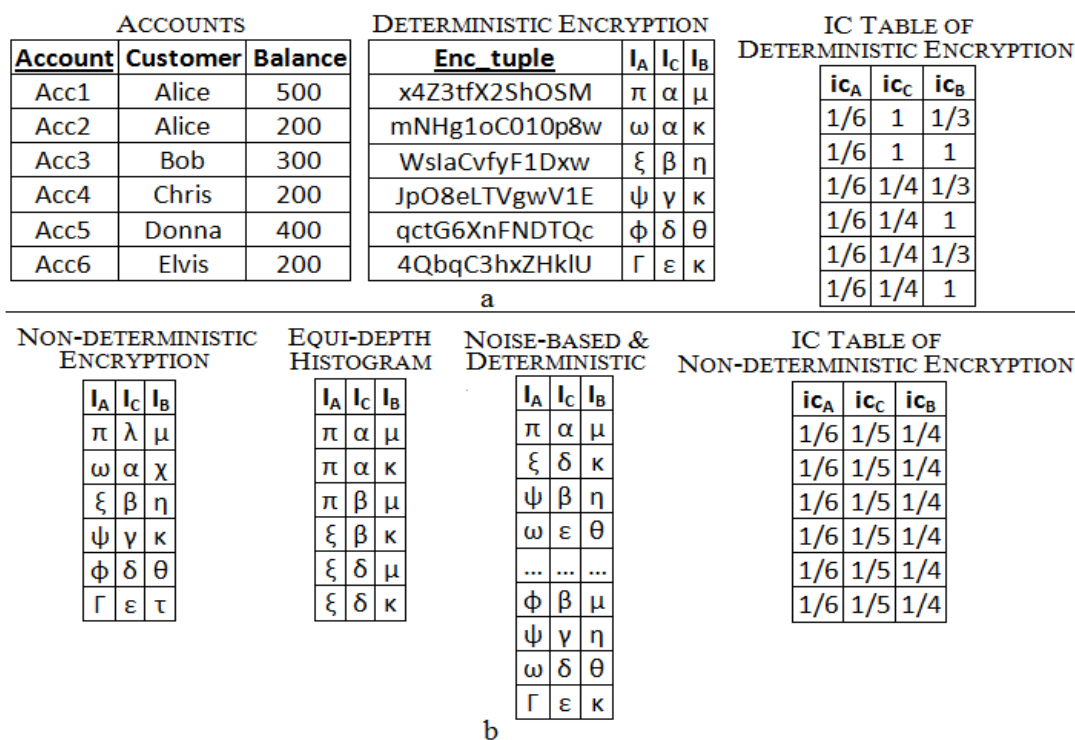 ACCOUNTS
Account Customer Balance
Acc1 Alice 500
Acc2 Alice 200
Acc3 Bob 300
Acc4 Chris 200
Acc5 Donna 400
Acc6 Elvis 200
DETERMINISTIC ENCRYPTION
Enc_tuple I_A I_C I_B
x4Z3tfX2ShOSM π α μ
mNHg1oC010p8w ω α κ
WsIaCvfyF1Dxw ξ β η
JpO8eLTVgwV1E ψ γ κ
qctG6XnFNDTQc φ δ θ
4QbqC3hxZHklU Γ ε κ
IC TABLE OF
DETERMINISTIC ENCRYPTION
ic_A ic_C ic_B
1/6 1 1/3
1/6 1 1
1/6 1/4 1/3
1/6 1/4 1
1/6 1/4 1/3
1/6 1/4 1
a
NON-DETERMINISTIC
ENCRYPTION
I_A I_C I_B
π λ μ
ω α χ
ξ β η
ψ γ κ
φ δ θ
Γ ε τ
EQUI-DEPTH
HISTOGRAM
I_A I_C I_B
π α μ
π α κ
π β μ
ξ β κ
ξ δ μ
ξ δ κ
NOISE-BASED &
DETERMINISTIC
I_A I_C I_B
π α μ
ξ δ κ
ψ β η
ω ε θ
... ... ...
φ β μ
ψ γ η
ω δ θ
Γ ε κ
IC TABLE OF
NON-DETERMINISTIC ENCRYPTION
ic_A ic_C ic_B
1/6 1/5 1/4
1/6 1/5 1/4
1/6 1/5 1/4
1/6 1/5 1/4
1/6 1/5 1/4
1/6 1/5 1/4
b